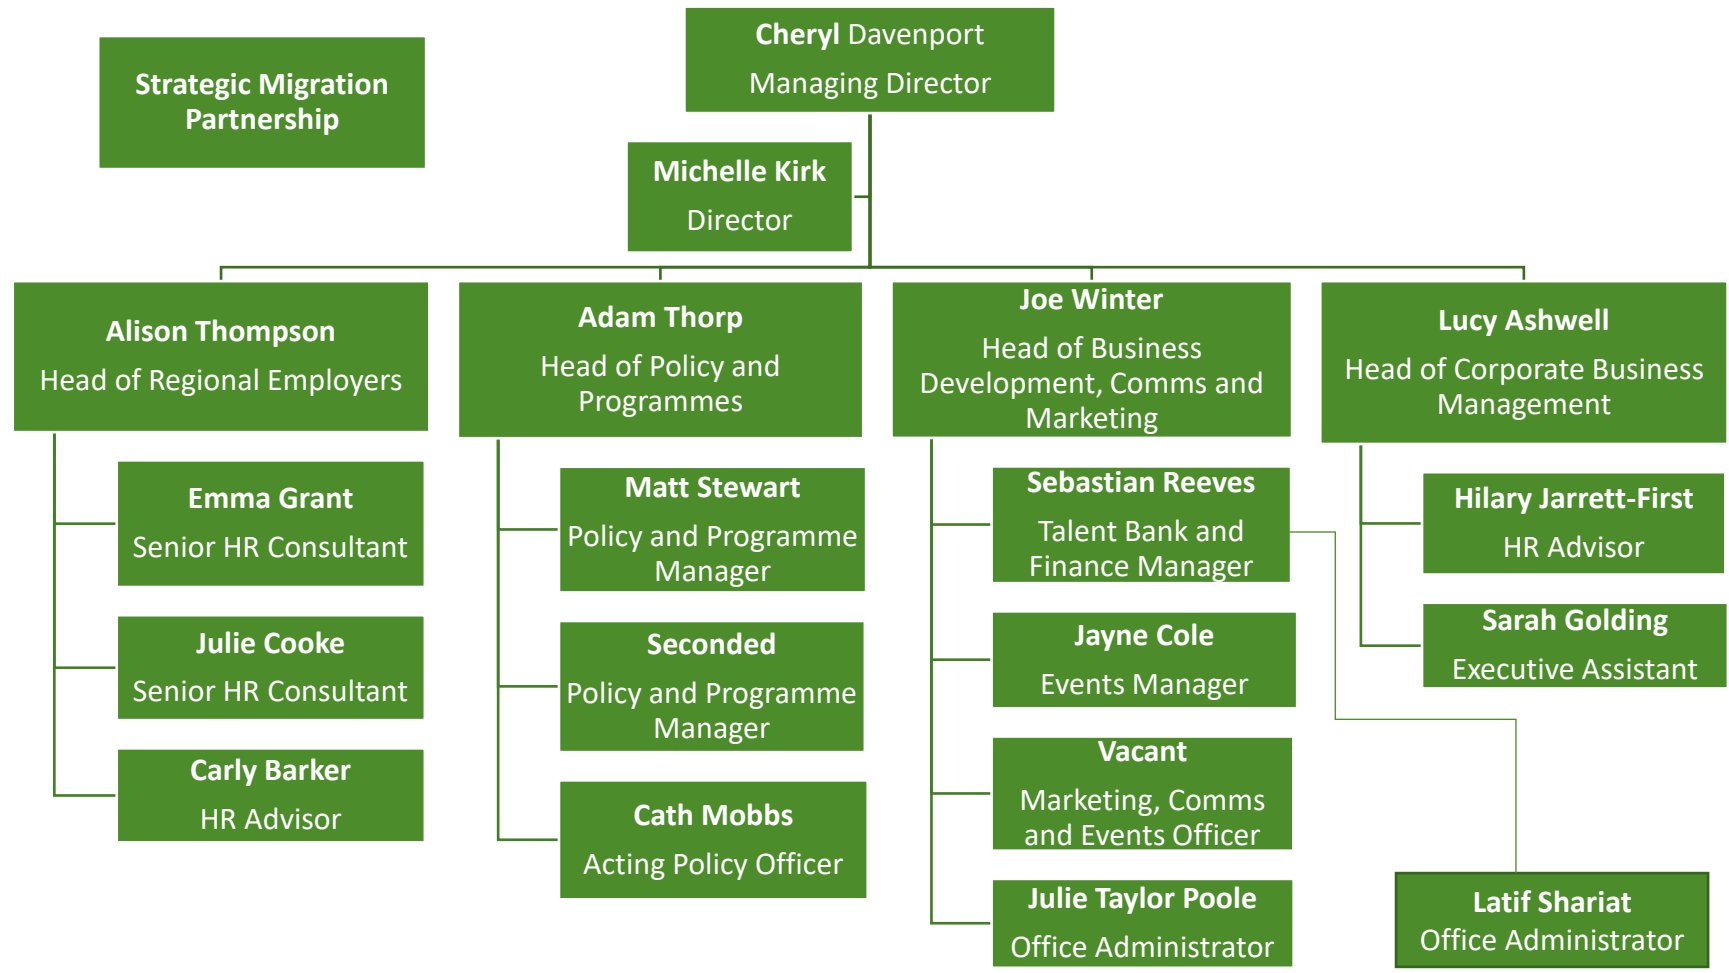 Strategic Migration
Partnership
Cheryl Davenport
Managing Director
Michelle Kirk
Director
Alison Thompson
Head of Regional Employers
Emma Grant
Senior HR Consultant
Julie Cooke
Senior HR Consultant
Carly Barker
HR Advisor
Adam Thorp
Head of Policy and
Programmes
Matt Stewart
Policy and Programme
Manager
Seconded
Policy and Programme
Manager
Cath Mobbs
Acting Policy Officer
Joe Winter
Head of Business
Development, Comms and
Marketing
Sebastian Reeves
Talent Bank and
Finance Manager
Jayne Cole
Events Manager
Vacant
Marketing, Comms
and Events Officer
Julie Taylor Poole
Office Administrator
Lucy Ashwell
Head of Corporate Business
Management
Hilary Jarrett-First
HR Advisor
Sarah Golding
Executive Assistant
Latif Shariat
Office Administrator